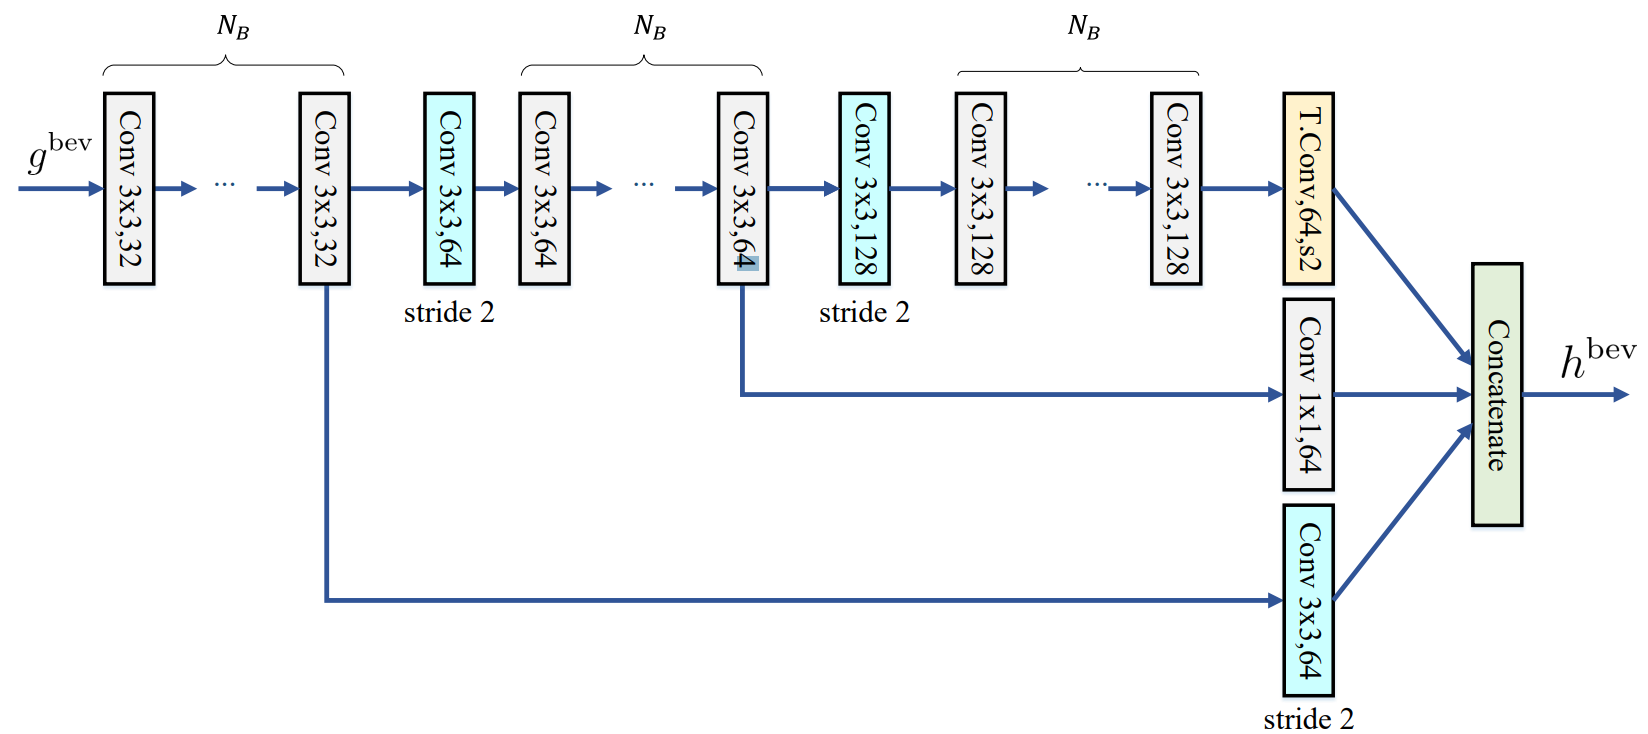 N_B
N_B
N_B
g^bev
Conv 3x3,32
...
Conv 3x3,32
Conv 3x3,64
stride 2
Conv 3x3,64
...
Conv 3x3,64
Conv 3x3,128
stride 2
Conv 3x3,128
...
Conv 3x3,128
T.Conv,64,s2
Conv 1x1,64
Conv 3x3,64
stride 2
Concatenate
h^bev